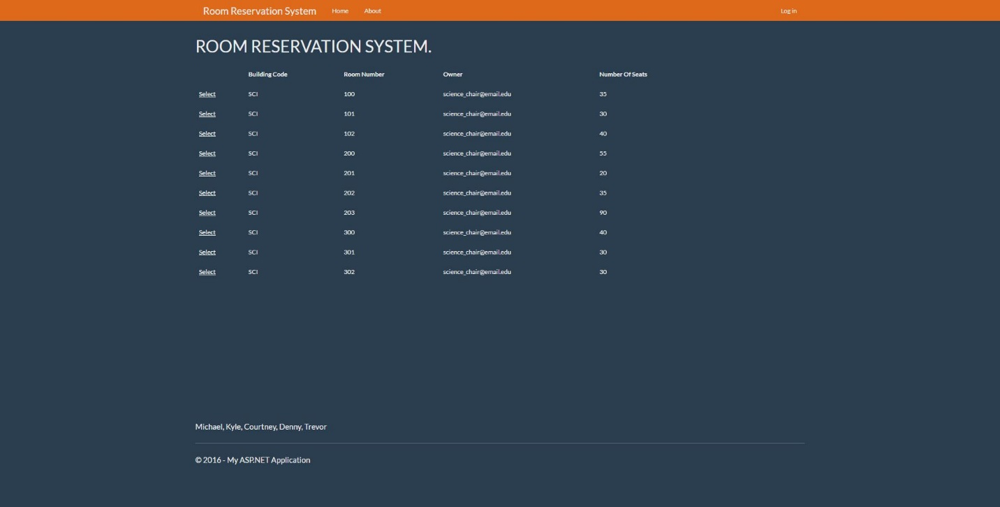 Room Reservation System Home About Log in
ROOM RESERVATION SYSTEM.
Building Code Room Number Owner Number Of Seats
Select SCI 100 science_chair@email.edu 35
Select SCI 101 science_chair@email.edu 30
Select SCI 102 science_chair@email.edu 40
Select SCI 200 science_chair@email.edu 55
Select SCI 201 science_chair@email.edu 20
Select SCI 202 science_chair@email.edu 35
Select SCI 203 science_chair@email.edu 90
Select SCI 300 science_chair@email.edu 40
Select SCI 301 science_chair@email.edu 30
Select SCI 302 science_chair@email.edu 30
Michael, Kyle, Courtney, Denny, Trevor
© 2016 - My ASP.NET Application